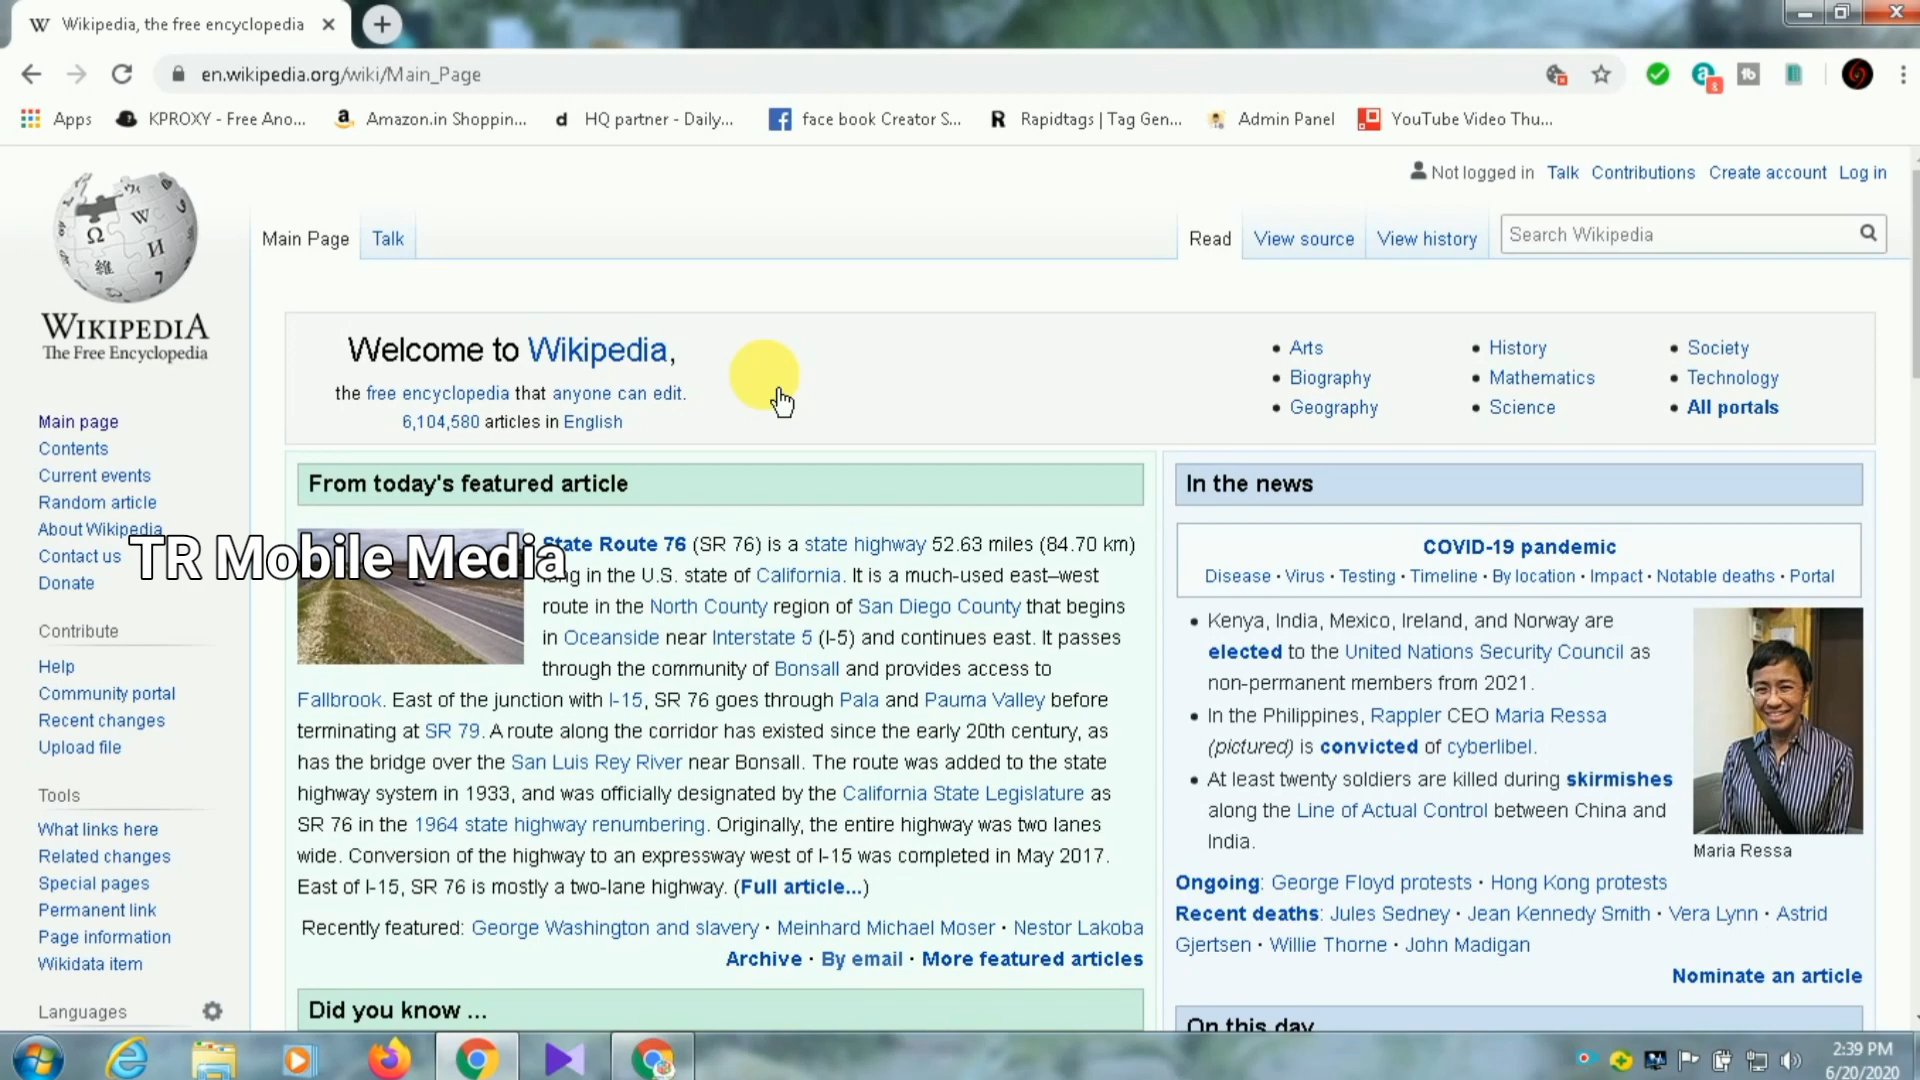 Wikipedia, the free encyclopedia
en.wikipedia.org/wiki/Main_Page
Apps
KPROXY - Free Ano...
Amazon.in Shoppin...
HQ partner - Daily...
face book Creator S...
Rapidtags | Tag Gen...
Admin Panel
YouTube Video Thu...
Not logged in Talk Contributions Create account Log in
Main Page Talk
Read View source View history
Search Wikipedia
WIKIPEDIA
The Free Encyclopedia
Main page
Contents
Current events
Random article
About Wikipedia
Contact us
Donate
Contribute
Help
Community portal
Recent changes
Upload file
Tools
What links here
Related changes
Special pages
Permanent link
Page information
Wikidata item
Languages
TR Mobile Media
Welcome to Wikipedia,
the free encyclopedia that anyone can edit.
6,104,580 articles in English
Arts
Biography
Geography
History
Mathematics
Science
Society
Technology
All portals
From today's featured article
State Route 76 (SR 76) is a state highway 52.63 miles (84.70 km)
long in the U.S. state of California. It is a much-used east–west
route in the North County region of San Diego County that begins
in Oceanside near Interstate 5 (I-5) and continues east. It passes
through the community of Bonsall and provides access to
Fallbrook. East of the junction with I-15, SR 76 goes through Pala and Pauma Valley before
terminating at SR 79. A route along the corridor has existed since the early 20th century, as
has the bridge over the San Luis Rey River near Bonsall. The route was added to the state
highway system in 1933, and was officially designated by the California State Legislature as
SR 76 in the 1964 state highway renumbering. Originally, the entire highway was two lanes
wide. Conversion of the highway to an expressway west of I-15 was completed in May 2017.
East of I-15, SR 76 is mostly a two-lane highway. (Full article...)
Recently featured: George Washington and slavery · Meinhard Michael Moser · Nestor Lakoba
Archive · By email · More featured articles
Did you know ...
In the news
COVID-19 pandemic
Disease · Virus · Testing · Timeline · By location · Impact · Notable deaths · Portal
Kenya, India, Mexico, Ireland, and Norway are
elected to the United Nations Security Council as
non-permanent members from 2021.
In the Philippines, Rappler CEO Maria Ressa
(pictured) is convicted of cyberlibel.
At least twenty soldiers are killed during skirmishes
along the Line of Actual Control between China and
India.
Maria Ressa
Ongoing: George Floyd protests · Hong Kong protests
Recent deaths: Jules Sedney · Jean Kennedy Smith · Vera Lynn · Astrid
Gjertsen · Willie Thorne · John Madigan
Nominate an article
On this day
2:39 PM
6/20/2020